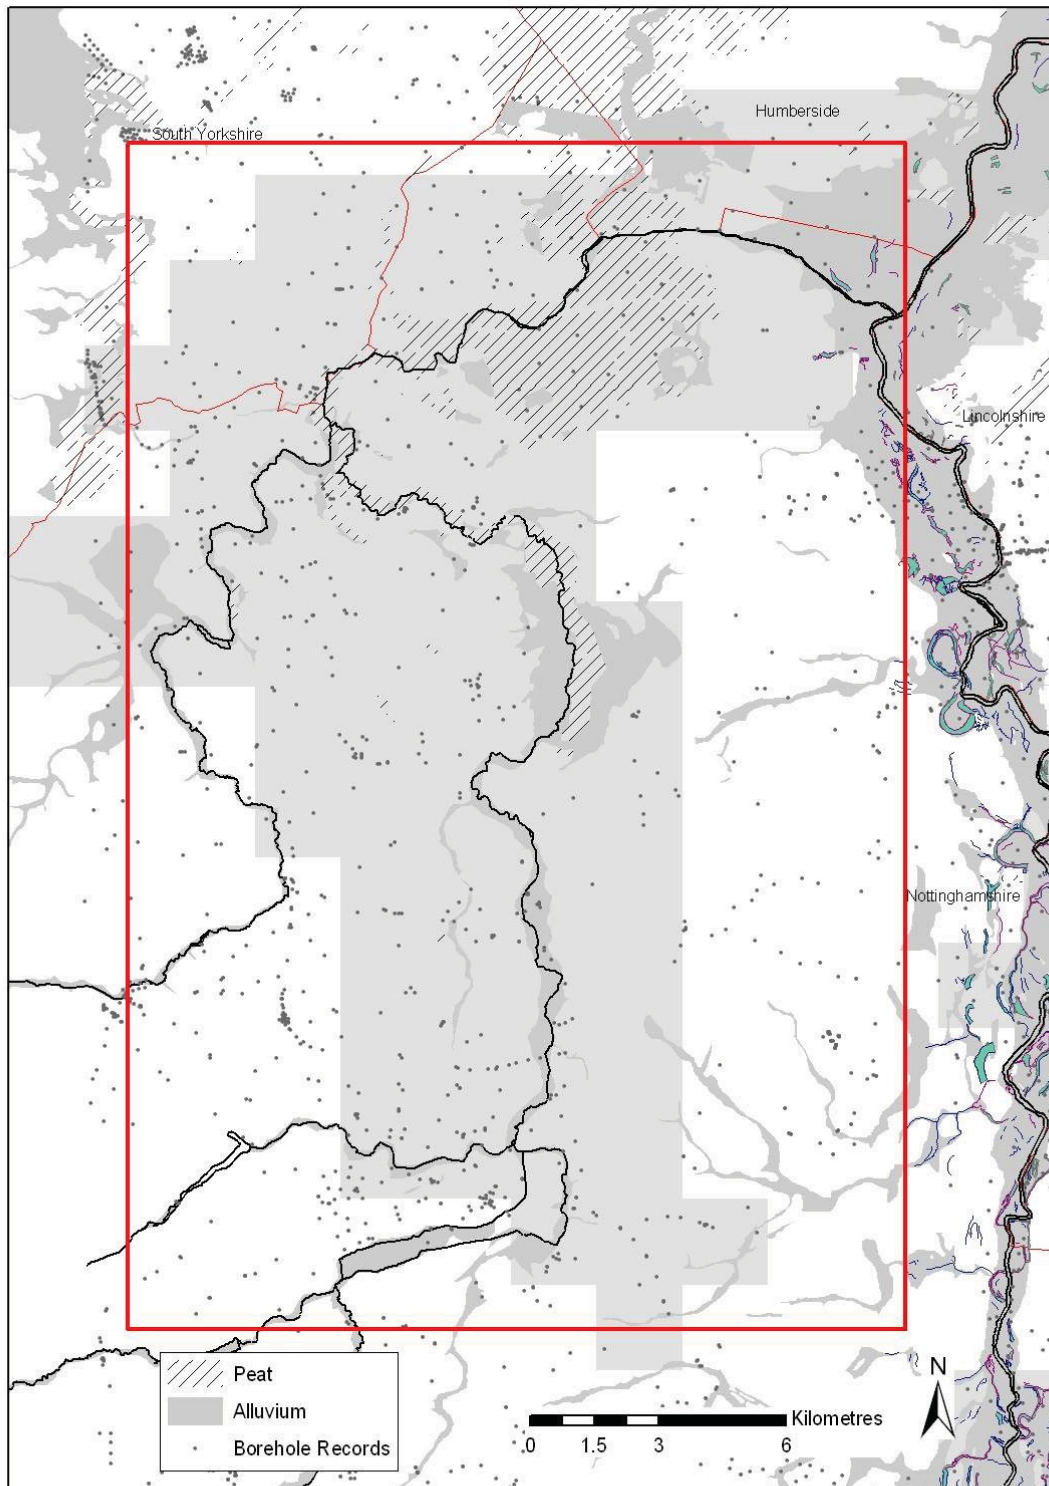 Humberside
South Yorkshire
Lincolnshire
Nottinghamshire
Peat
Alluvium
Borehole Records
N
Kilometres
0 1.5 3 6